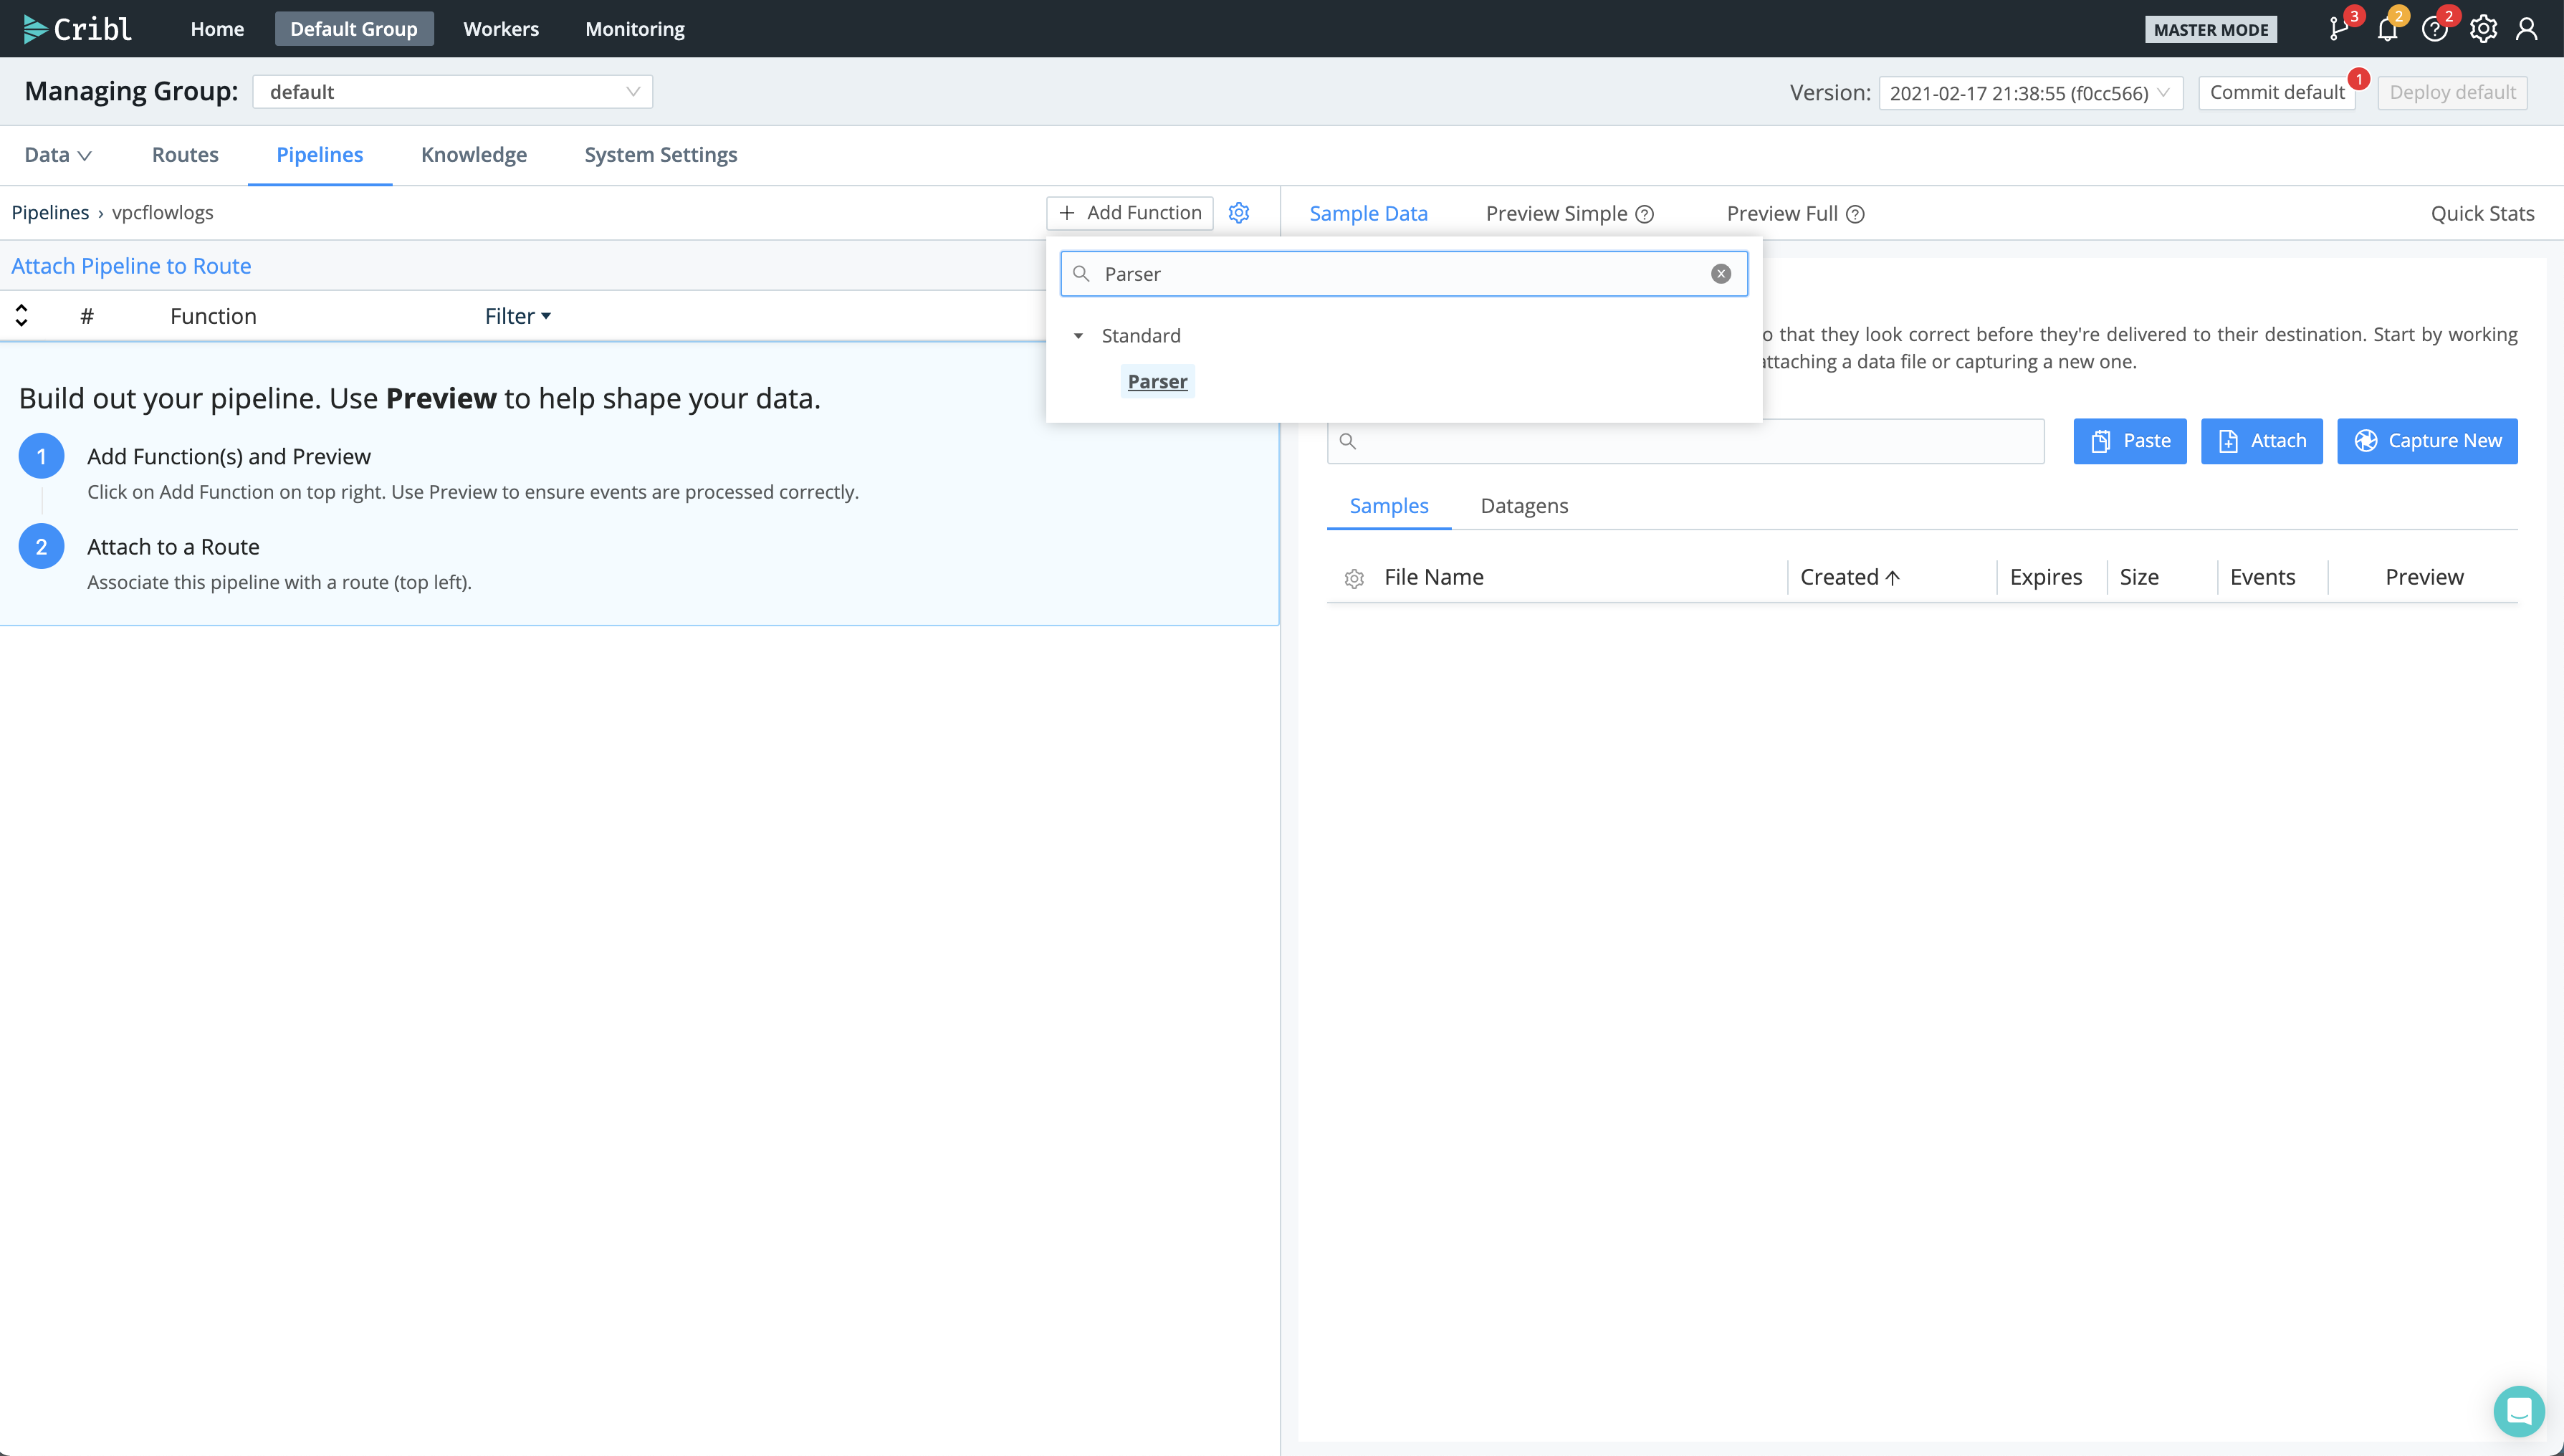 Cribl Home Default Group Workers Monitoring MASTER MODE 3 2 2
Managing Group: default Version: 2021-02-17 21:38:55 (f0cc566) Commit default 1 Deploy default
Data Routes Pipelines Knowledge System Settings
Pipelines › vpcflowlogs + Add Function Sample Data Preview Simple ? Preview Full ? Quick Stats
Attach Pipeline to Route
Parser
# Function Filter
Standard
Parser
o that they look correct before they're delivered to their destination. Start by working
attaching a data file or capturing a new one.
Build out your pipeline. Use Preview to help shape your data.
1 Add Function(s) and Preview
Click on Add Function on top right. Use Preview to ensure events are processed correctly.
2 Attach to a Route
Associate this pipeline with a route (top left).
Paste Attach Capture New
Samples Datagens
File Name Created Expires Size Events Preview